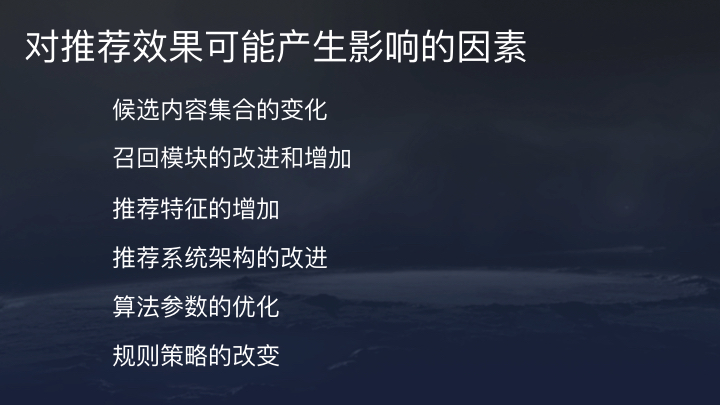 对推荐效果可能产生影响的因素
候选内容集合的变化
召回模块的改进和增加
推荐特征的增加
推荐系统架构的改进
算法参数的优化
规则策略的改变